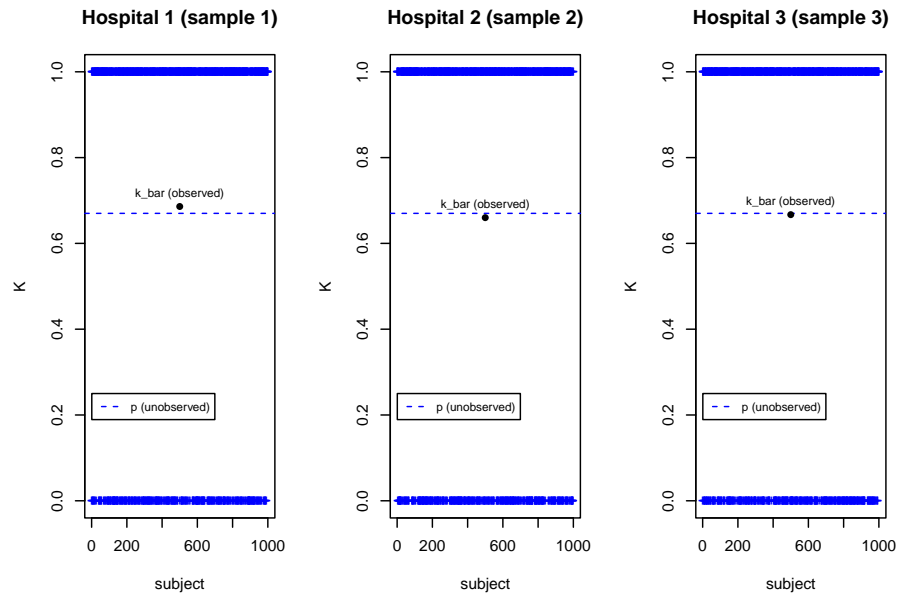 Hospital 1 (sample 1)
1.0
0.8
0.6
0.4
0.2
0.0
K
k_bar (observed)
p (unobserved)
0 200 600 1000
subject
Hospital 2 (sample 2)
1.0
0.8
0.6
0.4
0.2
0.0
K
k_bar (observed)
p (unobserved)
0 200 600 1000
subject
Hospital 3 (sample 3)
1.0
0.8
0.6
0.4
0.2
0.0
K
k_bar (observed)
p (unobserved)
0 200 600 1000
subject